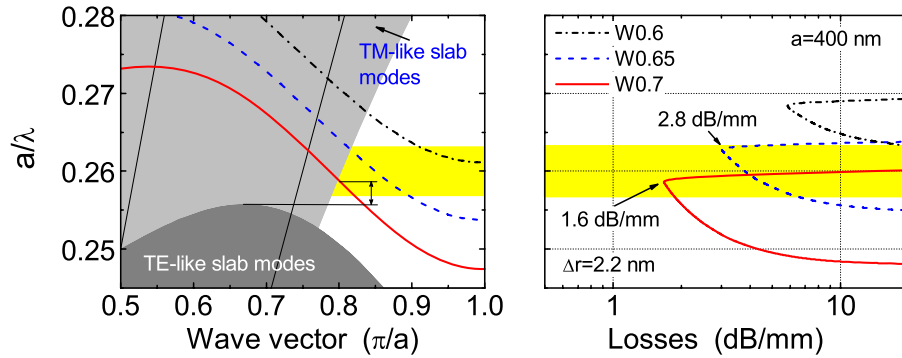 0.28
0.27
0.26
0.25
a/λ
TM-like slab
modes
TE-like slab modes
0.5
0.6
0.7
0.8
0.9
1.0
Wave vector (π/a)
W0.6
W0.65
W0.7
a=400 nm
2.8 dB/mm
1.6 dB/mm
Δr=2.2 nm
1
10
Losses (dB/mm)